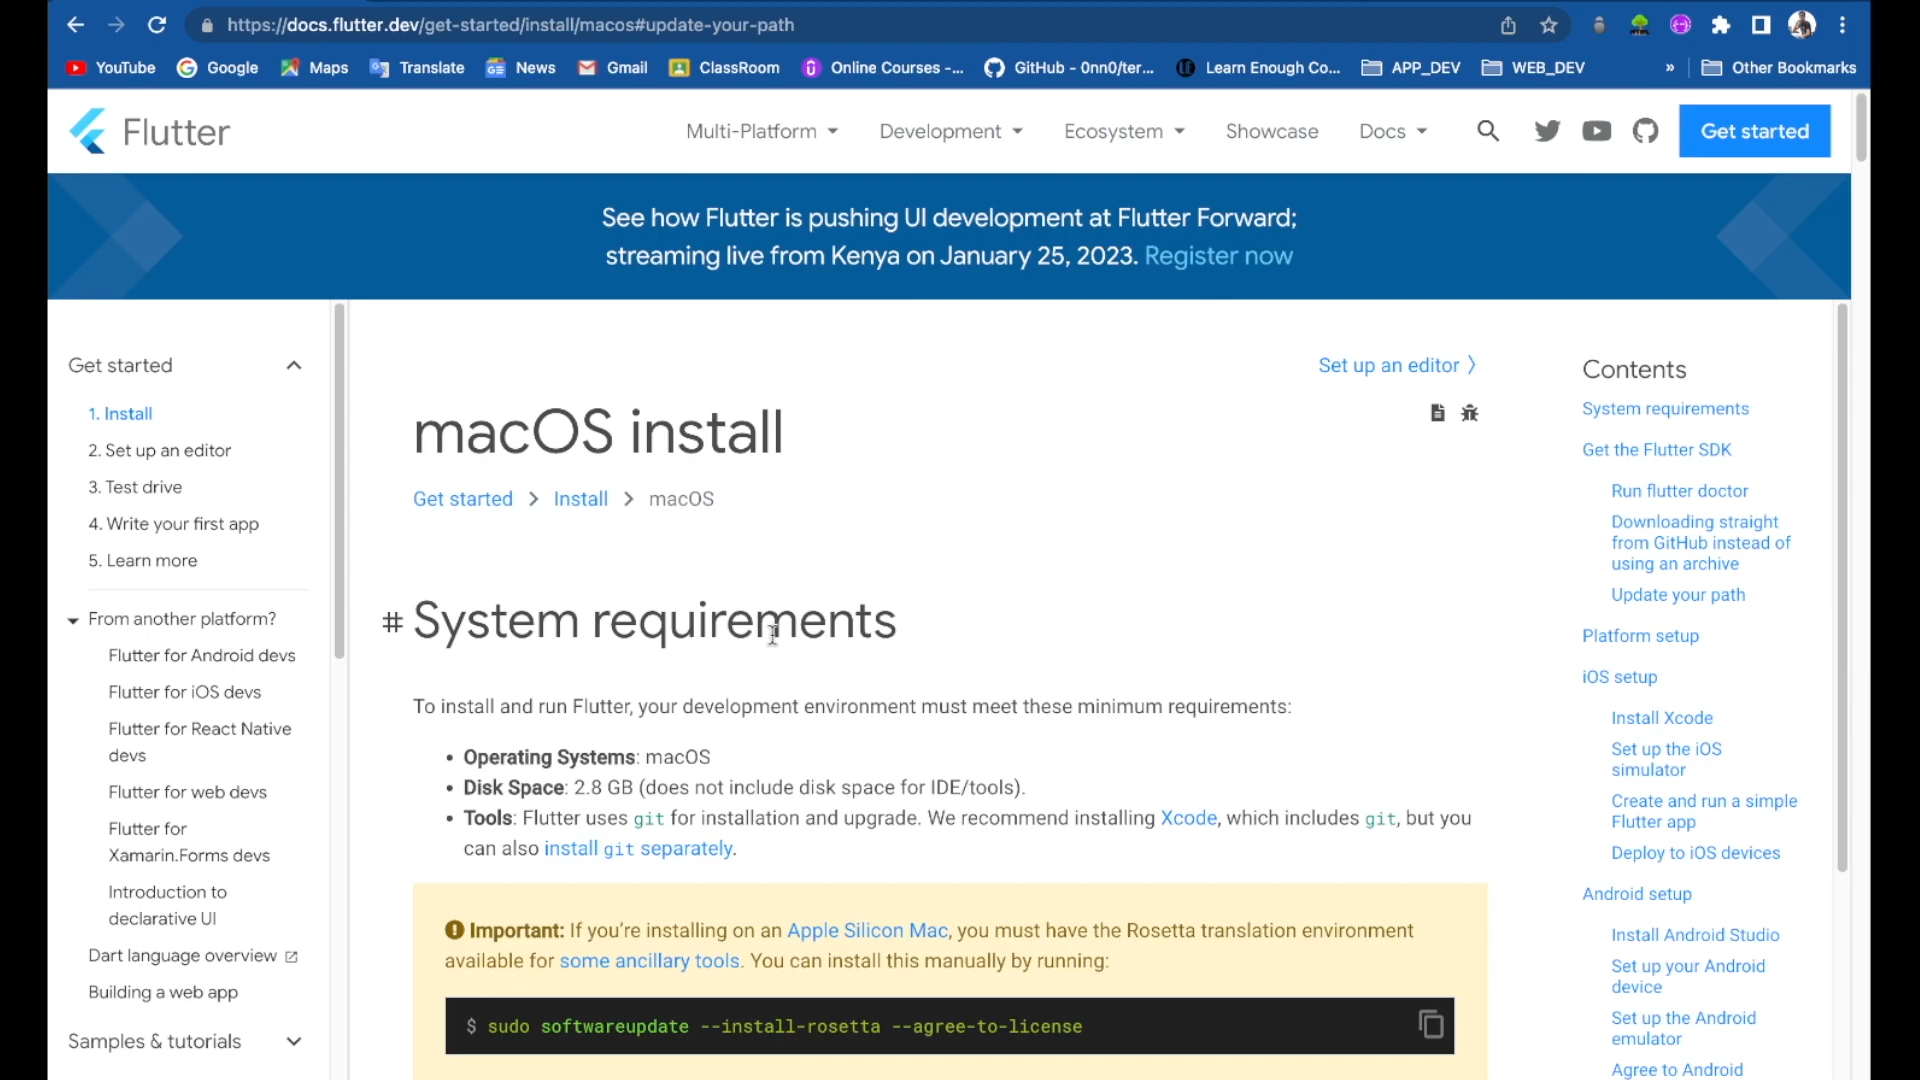 https://docs.flutter.dev/get-started/install/macos#update-your-path
YouTube
Google
Maps
Translate
News
Gmail
ClassRoom
Online Courses -...
GitHub - 0nn0/ter...
Learn Enough Co...
APP_DEV
WEB_DEV
»
Other Bookmarks
Flutter
Multi-Platform
Development
Ecosystem
Showcase
Docs
Get started
See how Flutter is pushing UI development at Flutter Forward;
streaming live from Kenya on January 25, 2023. Register now
Get started
1. Install
2. Set up an editor
3. Test drive
4. Write your first app
5. Learn more
From another platform?
Flutter for Android devs
Flutter for iOS devs
Flutter for React Native
devs
Flutter for web devs
Flutter for
Xamarin.Forms devs
Introduction to
declarative UI
Dart language overview
Building a web app
Samples & tutorials
Set up an editor
macOS install
Get started > Install > macOS
# System requirements
To install and run Flutter, your development environment must meet these minimum requirements:
• Operating Systems: macOS
• Disk Space: 2.8 GB (does not include disk space for IDE/tools).
• Tools: Flutter uses git for installation and upgrade. We recommend installing Xcode, which includes git, but you
can also install git separately.
Important: If you’re installing on an Apple Silicon Mac, you must have the Rosetta translation environment
available for some ancillary tools. You can install this manually by running:
$ sudo softwareupdate --install-rosetta --agree-to-license
Contents
System requirements
Get the Flutter SDK
Run flutter doctor
Downloading straight
from GitHub instead of
using an archive
Update your path
Platform setup
iOS setup
Install Xcode
Set up the iOS
simulator
Create and run a simple
Flutter app
Deploy to iOS devices
Android setup
Install Android Studio
Set up your Android
device
Set up the Android
emulator
Agree to Android